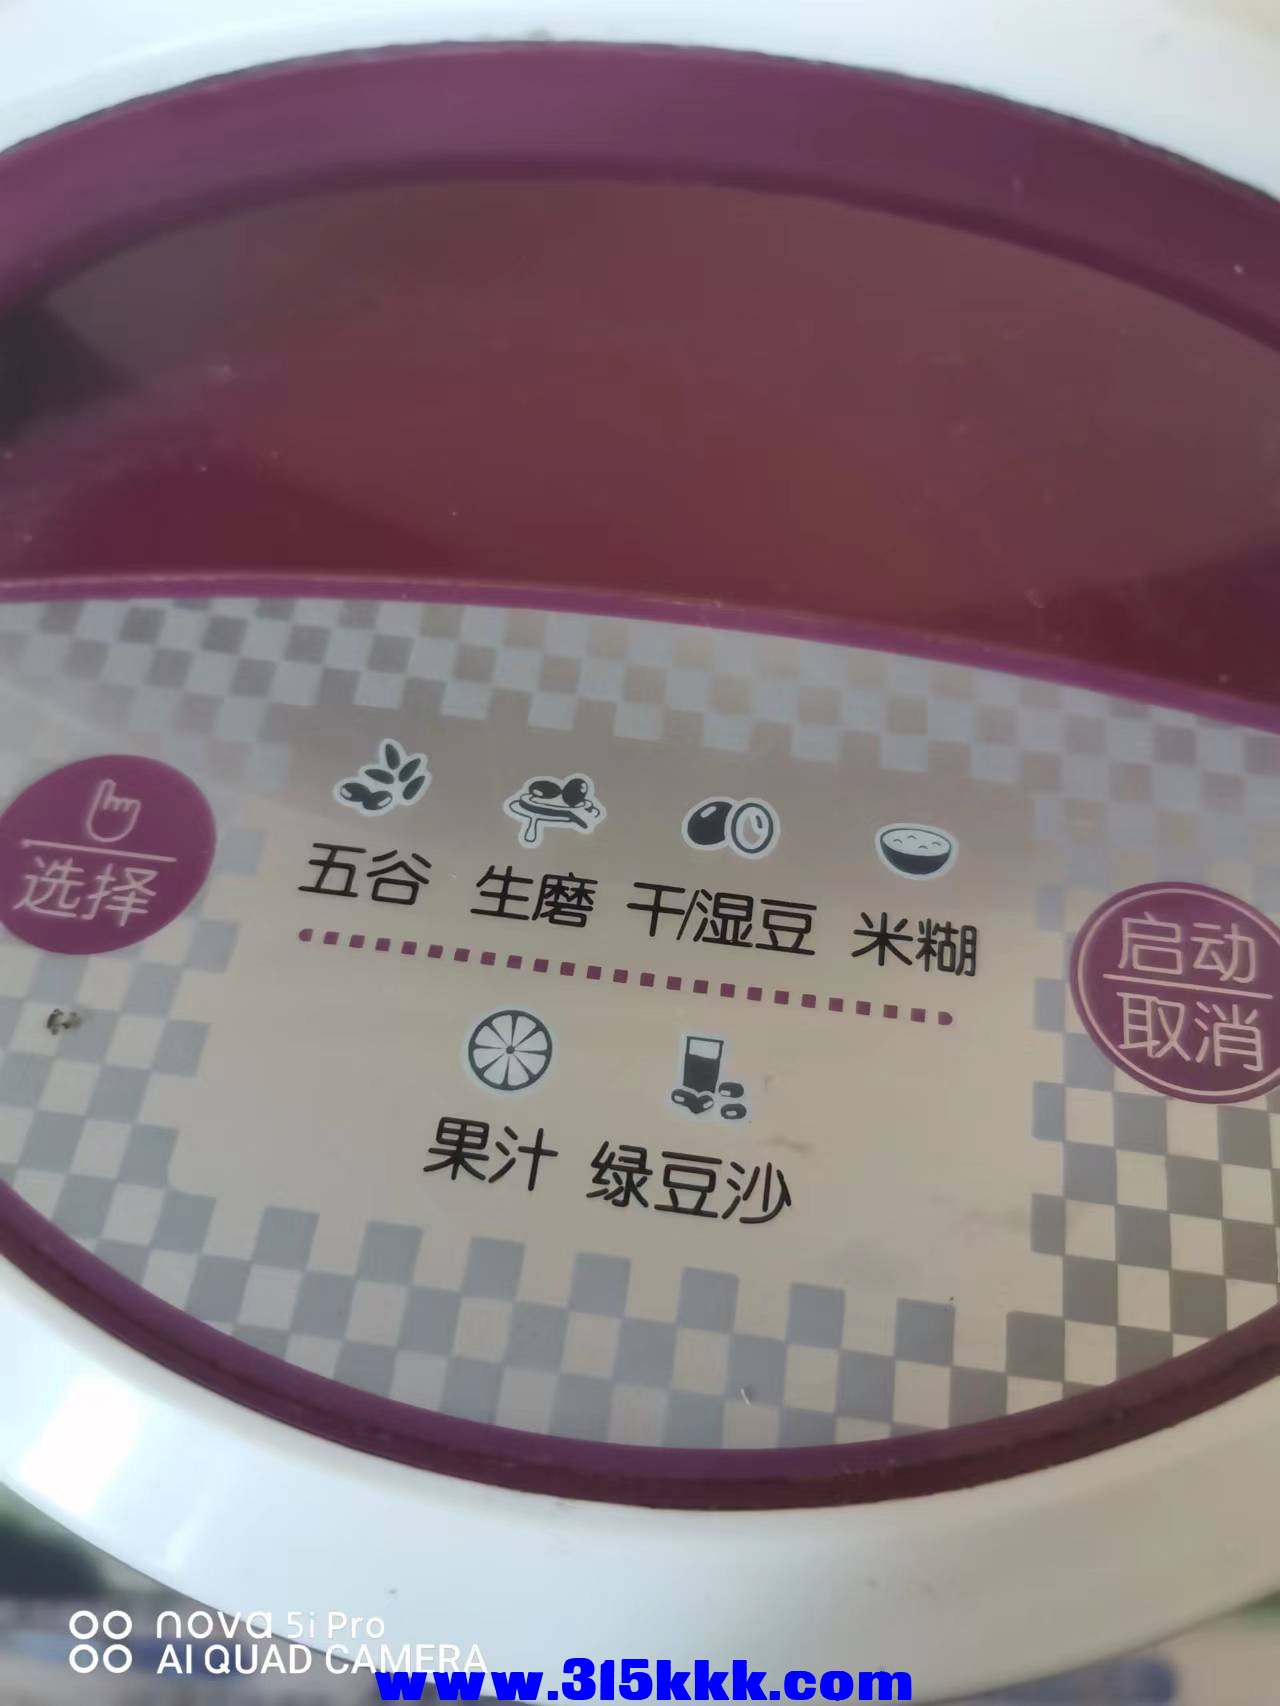 五谷 生磨 干/湿豆 米糊
选择
启动
取消
果汁 绿豆沙
nova 5i Pro
AI QUAD CAMERA
www.315kkk.com